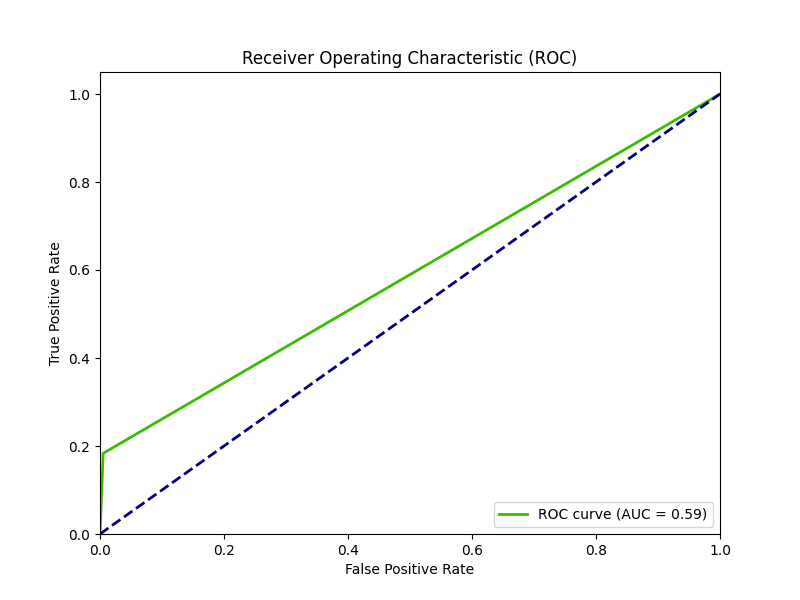 Receiver Operating Characteristic (ROC)
True Positive Rate
1.0
0.8
0.6
0.4
0.2
0.0
0.0 0.2 0.4 0.6 0.8 1.0
False Positive Rate
ROC curve (AUC = 0.59)